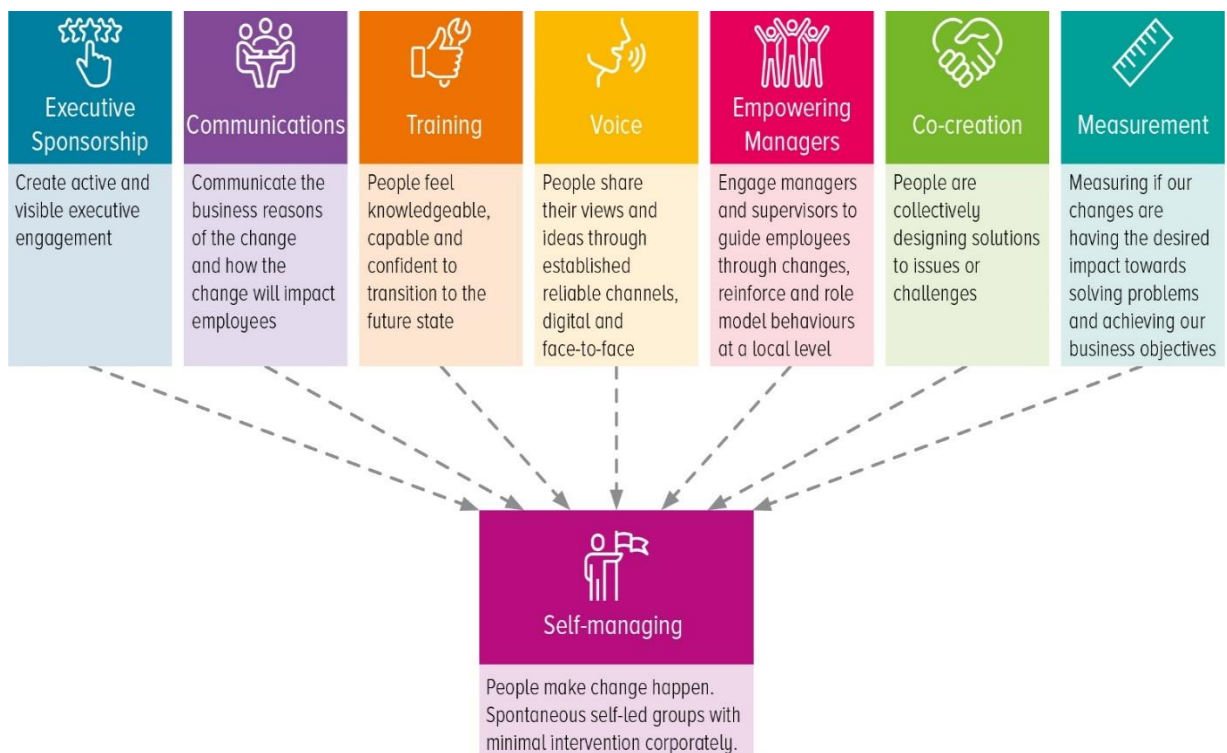 Executive
Sponsorship
Create active and
visible executive
engagement
Communications
Communicate the
business reasons
of the change
and how the
change will impact
employees
Training
People feel
knowledgeable,
capable and
confident to
transition to the
future state
Voice
People share
their views and
ideas through
established
reliable channels,
digital and
face-to-face
Empowering
Managers
Engage managers
and supervisors to
guide employees
through changes,
reinforce and role
model behaviours
at a local level
Co-creation
People are
collectively
designing solutions
to issues or
challenges
Measurement
Measuring if our
changes are
having the desired
impact towards
solving problems
and achieving our
business objectives
Self-managing
People make change happen.
Spontaneous self-led groups with
minimal intervention corporately.